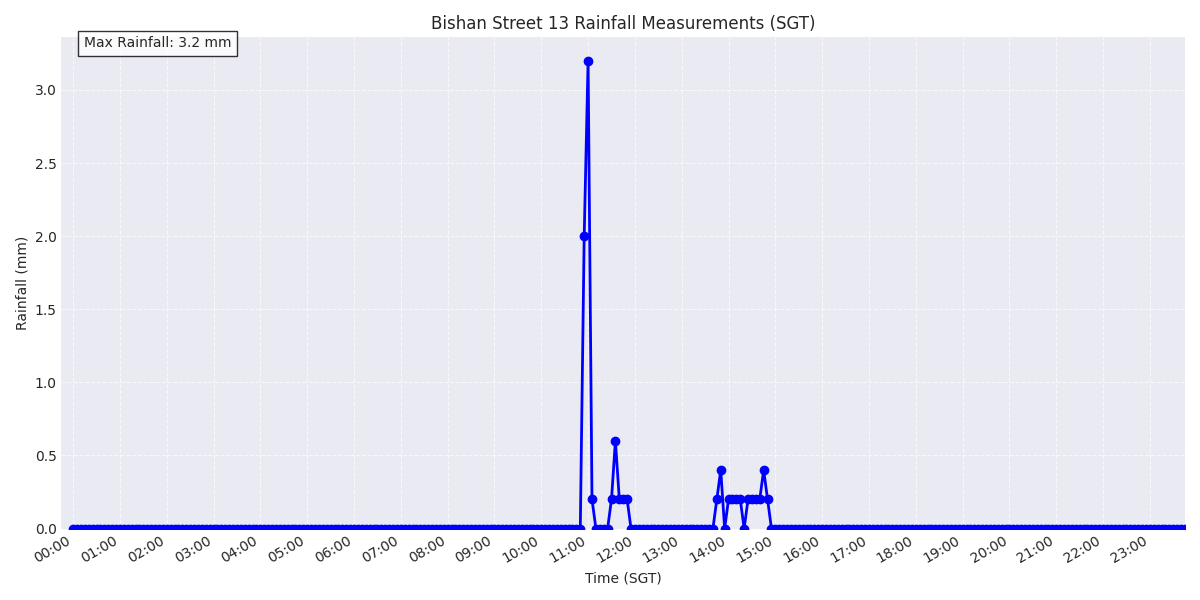 Bishan Street 13 Rainfall Measurements (SGT)
Max Rainfall: 3.2 mm
Rainfall (mm)
3.0
2.5
2.0
1.5
1.0
0.5
0.0
00:00 01:00 02:00 03:00 04:00 05:00 06:00 07:00 08:00 09:00 10:00 11:00 12:00 13:00 14:00 15:00 16:00 17:00 18:00 19:00 20:00 21:00 22:00 23:00
Time (SGT)